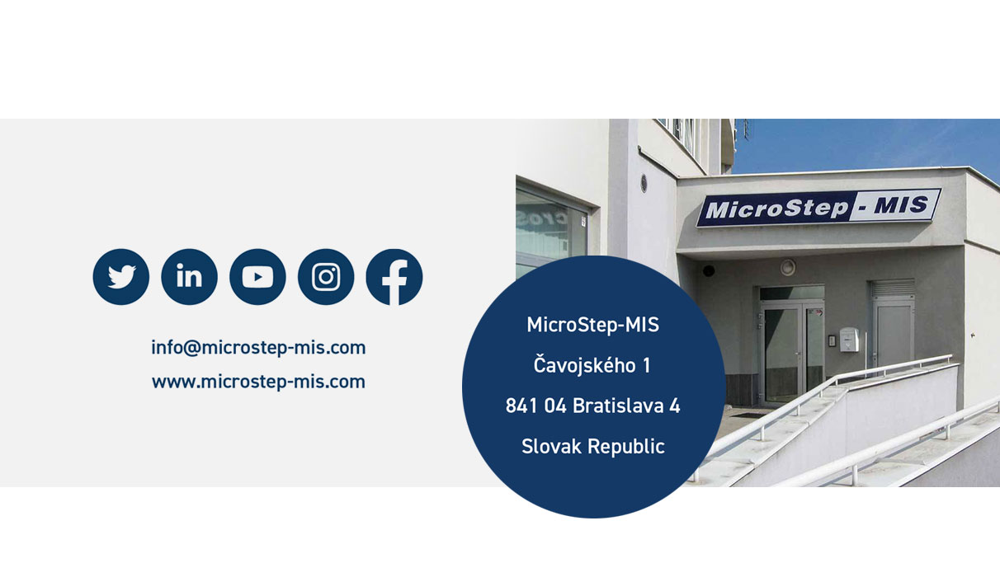 info@microstep-mis.com
www.microstep-mis.com
MicroStep - MIS
MicroStep-MIS
Čavojského 1
841 04 Bratislava 4
Slovak Republic